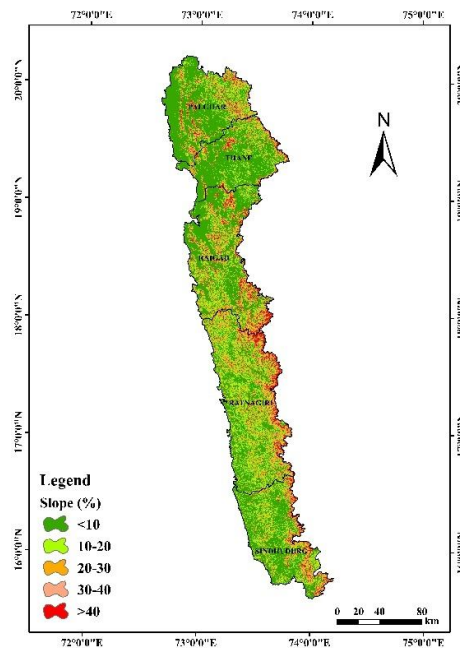 72°0'0"E 73°0'0"E 74°0'0"E 75°0'0"E
20°0'0"N
19°0'0"N
18°0'0"N
17°0'0"N
16°0'0"N
N
PALGHAR
THANE
RAIGAD
RATNAGIRI
SINDHUDURG
Legend
Slope (%)
<10
10-20
20-30
30-40
>40
0 20 40 80
km
72°0'0"E 73°0'0"E 74°0'0"E 75°0'0"E